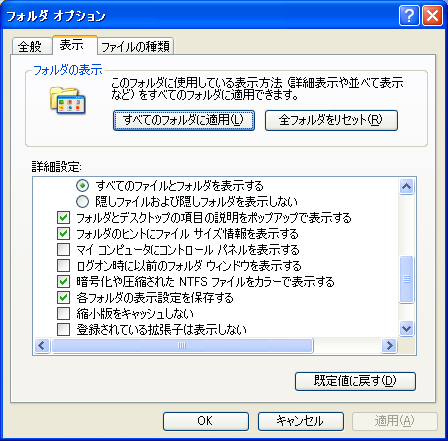 フォルダ オプション
全般
表示
ファイルの種類
フォルダの表示
このフォルダに使用している表示方法 (詳細表示や並べて表示
など) をすべてのフォルダに適用できます。
すべてのフォルダに適用(L)
全フォルダをリセット(R)
詳細設定:
すべてのファイルとフォルダを表示する
隠しファイルおよび隠しフォルダを表示しない
フォルダとデスクトップの項目の説明をポップアップで表示する
フォルダのヒントにファイル サイズ情報を表示する
マイ コンピュータにコントロール パネルを表示する
ログオン時に以前のフォルダ ウィンドウを表示する
暗号化や圧縮された NTFS ファイルをカラーで表示する
各フォルダの表示設定を保存する
縮小版をキャッシュしない
登録されている拡張子は表示しない
既定値に戻す(D)
OK
キャンセル
適用(A)